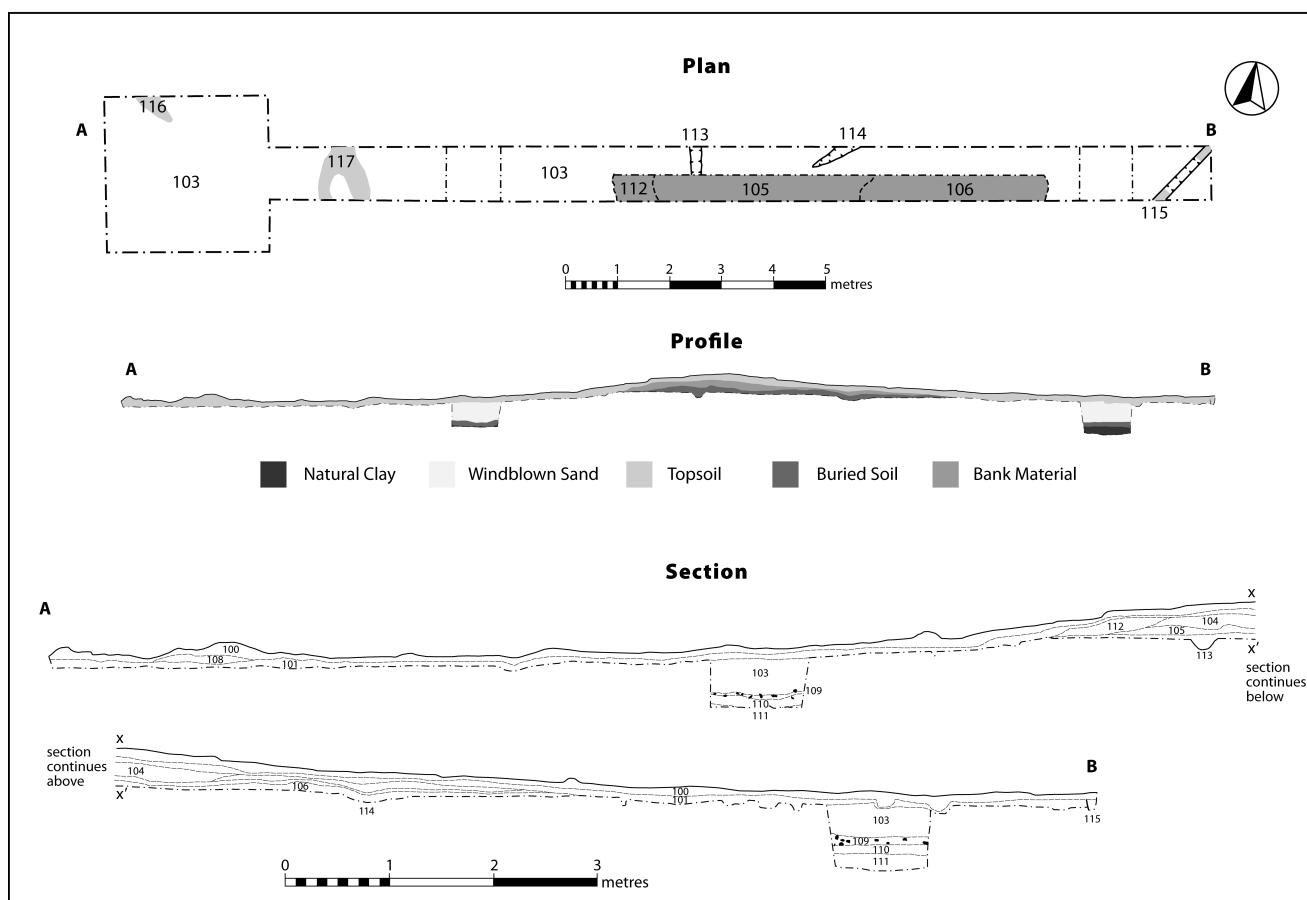 Plan
A
116
113
114
B
117
103
103
112
105
106
115
0 1 2 3 4 5
metres
Profile
A
B
Natural Clay
Windblown Sand
Topsoil
Buried Soil
Bank Material
Section
A
x
100
108
101
112
104
105
103
109
110
111
113
x'
section
continues
below
section
continues
above
x
104
x'
106
114
100
101
B
103
109
110
111
115
0 1 2 3
metres